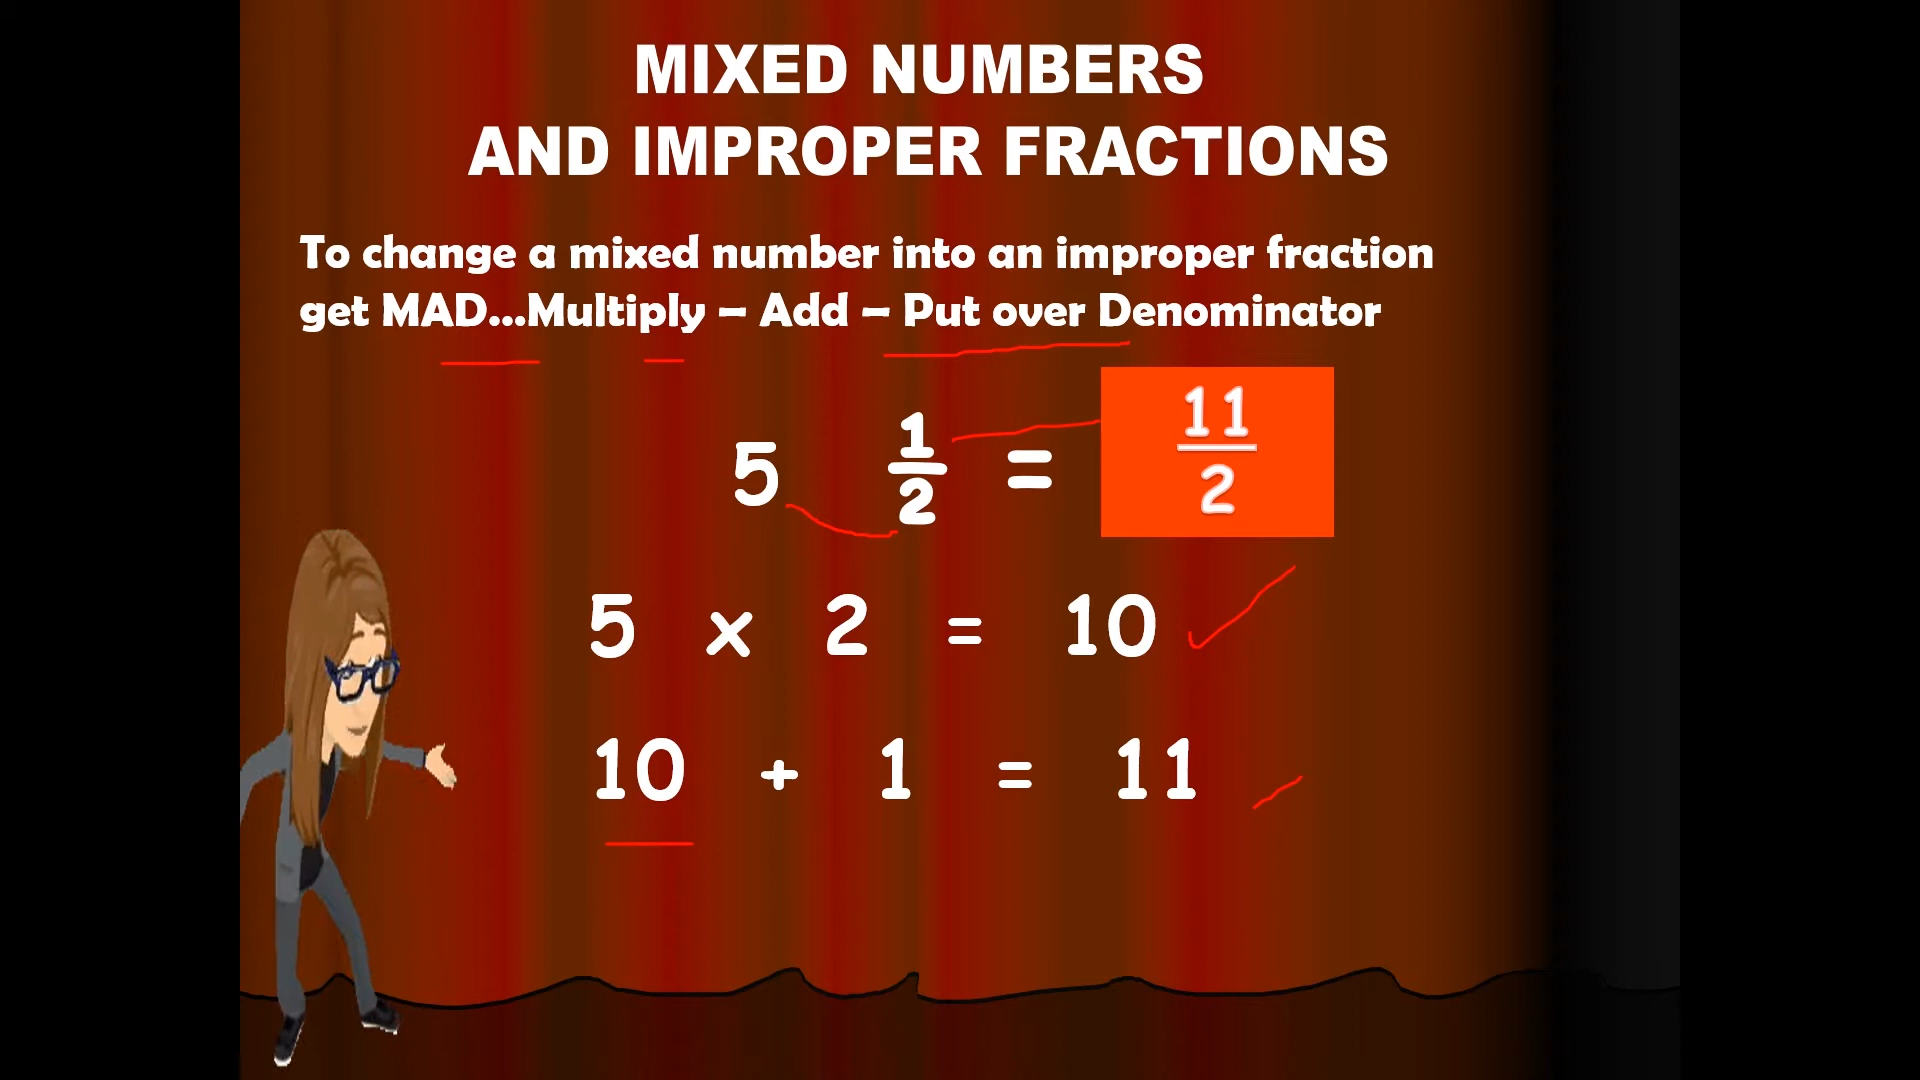 MIXED NUMBERS
AND IMPROPER FRACTIONS
To change a mixed number into an improper fraction
get MAD...Multiply – Add – Put over Denominator
5 1/2 = 11/2
5 x 2 = 10
10 + 1 = 11